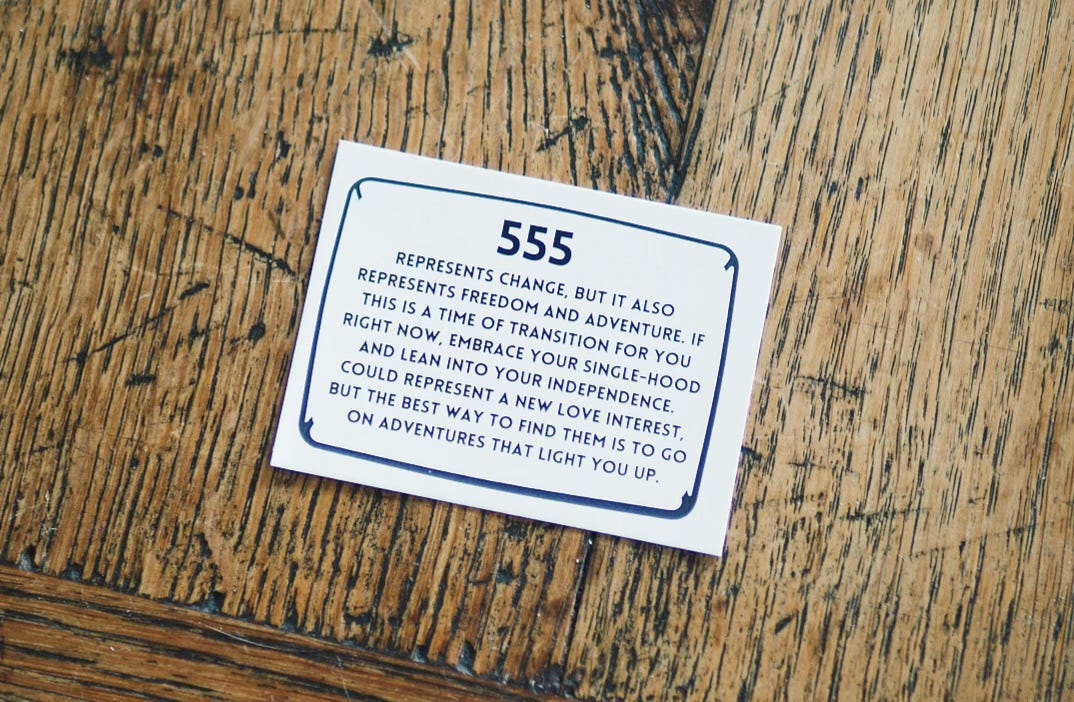 555
REPRESENTS CHANGE, BUT IT ALSO
REPRESENTS FREEDOM AND ADVENTURE. IF
THIS IS A TIME OF TRANSITION FOR YOU
RIGHT NOW, EMBRACE YOUR SINGLE-HOOD
AND LEAN INTO YOUR INDEPENDENCE.
COULD REPRESENT A NEW LOVE INTEREST,
BUT THE BEST WAY TO FIND THEM IS TO GO
ON ADVENTURES THAT LIGHT YOU UP.